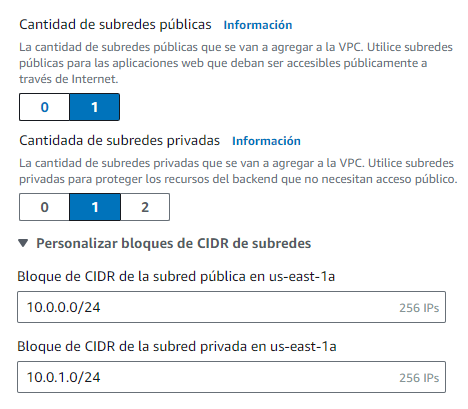 Cantidad de subredes públicas Información
La cantidad de subredes públicas que se van a agregar a la VPC. Utilice subredes
públicas para las aplicaciones web que deban ser accesibles públicamente a
través de Internet.
0 1
Cantidada de subredes privadas Información
La cantidad de subredes privadas que se van a agregar a la VPC. Utilice subredes
privadas para proteger los recursos del backend que no necesitan acceso público.
0 1 2
Personalizar bloques de CIDR de subredes
Bloque de CIDR de la subred pública en us-east-1a
10.0.0.0/24 256 IPs
Bloque de CIDR de la subred privada en us-east-1a
10.0.1.0/24 256 IPs